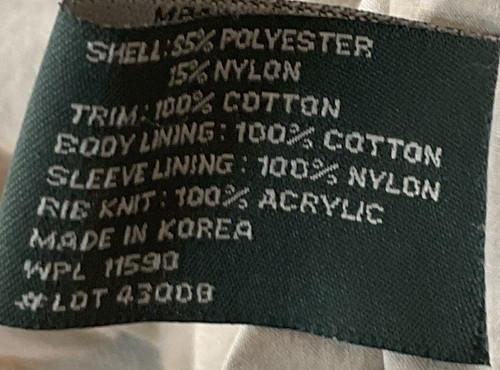 SHELL: 85% POLYESTER
15% NYLON
TRIM: 100% COTTON
BODY LINING: 100% COTTON
SLEEVE LINING: 100% NYLON
RIB KNIT: 100% ACRYLIC
MADE IN KOREA
WPL 11590
#LOT 43008